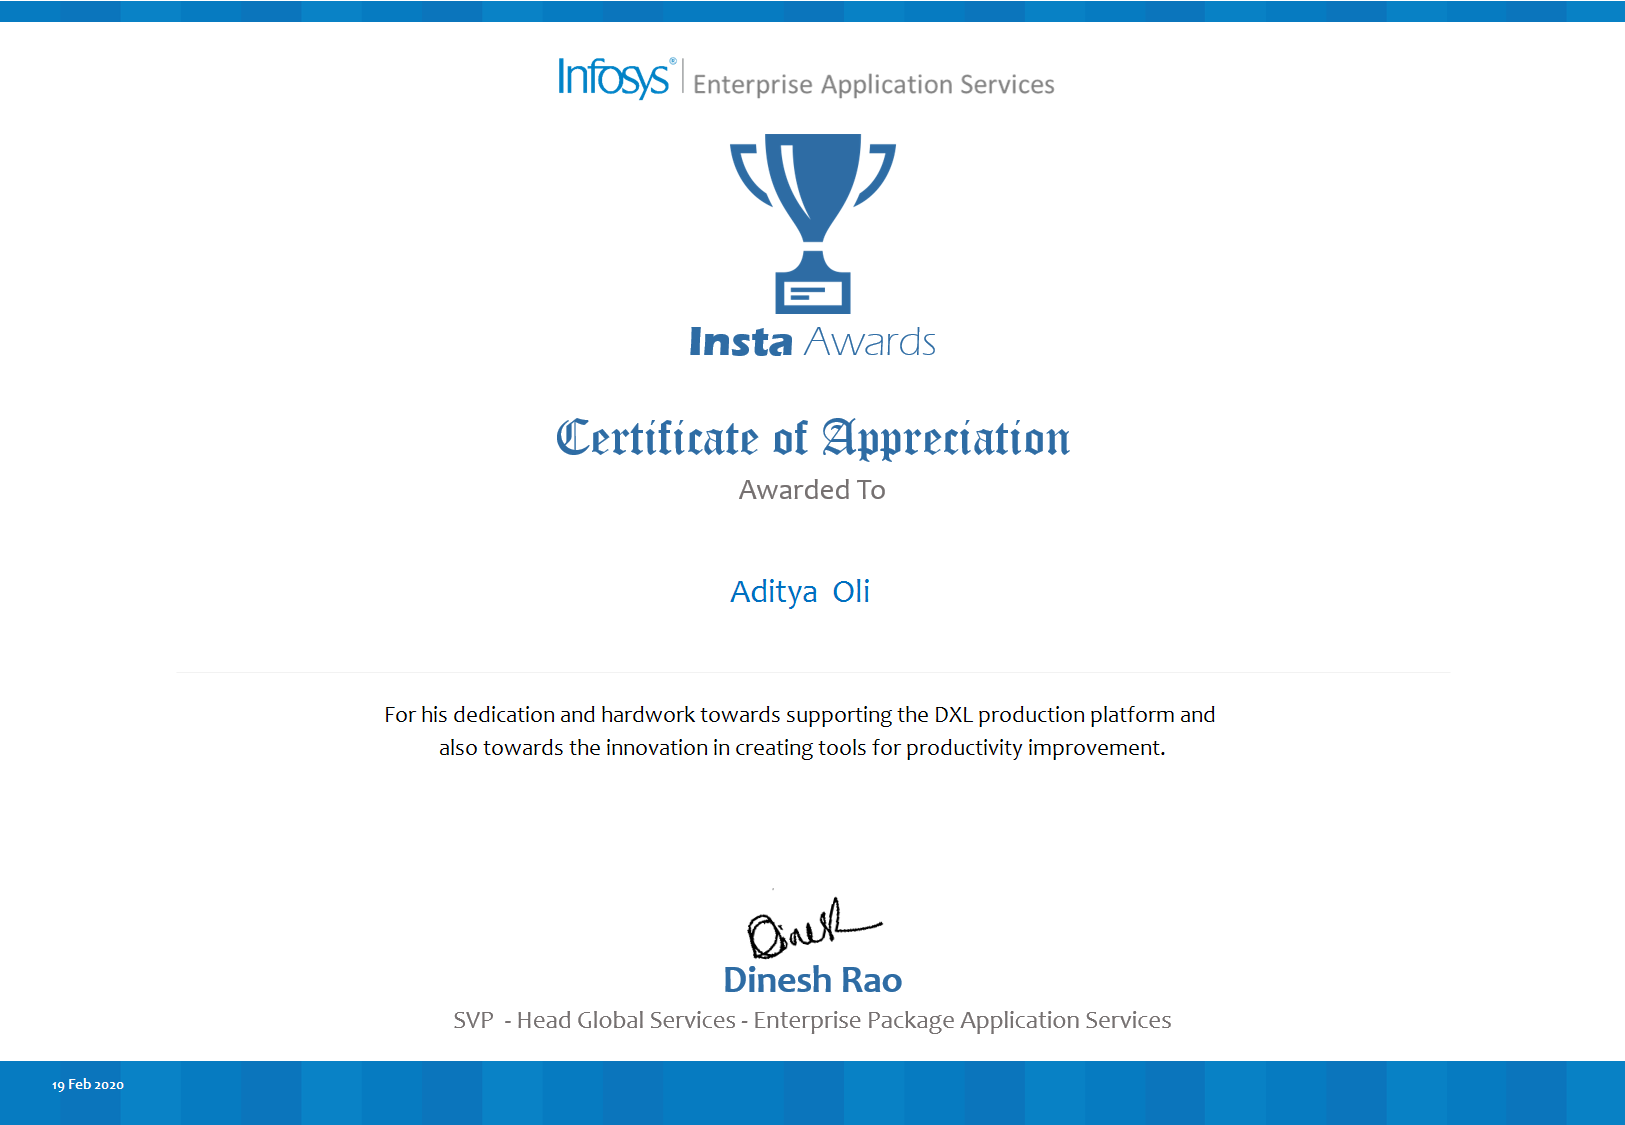 Infosys® | Enterprise Application Services
Insta Awards
Certificate of Appreciation
Awarded To
Aditya Oli
For his dedication and hardwork towards supporting the DXL production platform and
also towards the innovation in creating tools for productivity improvement.
Dinesh
Dinesh Rao
SVP - Head Global Services - Enterprise Package Application Services
19 Feb 2020